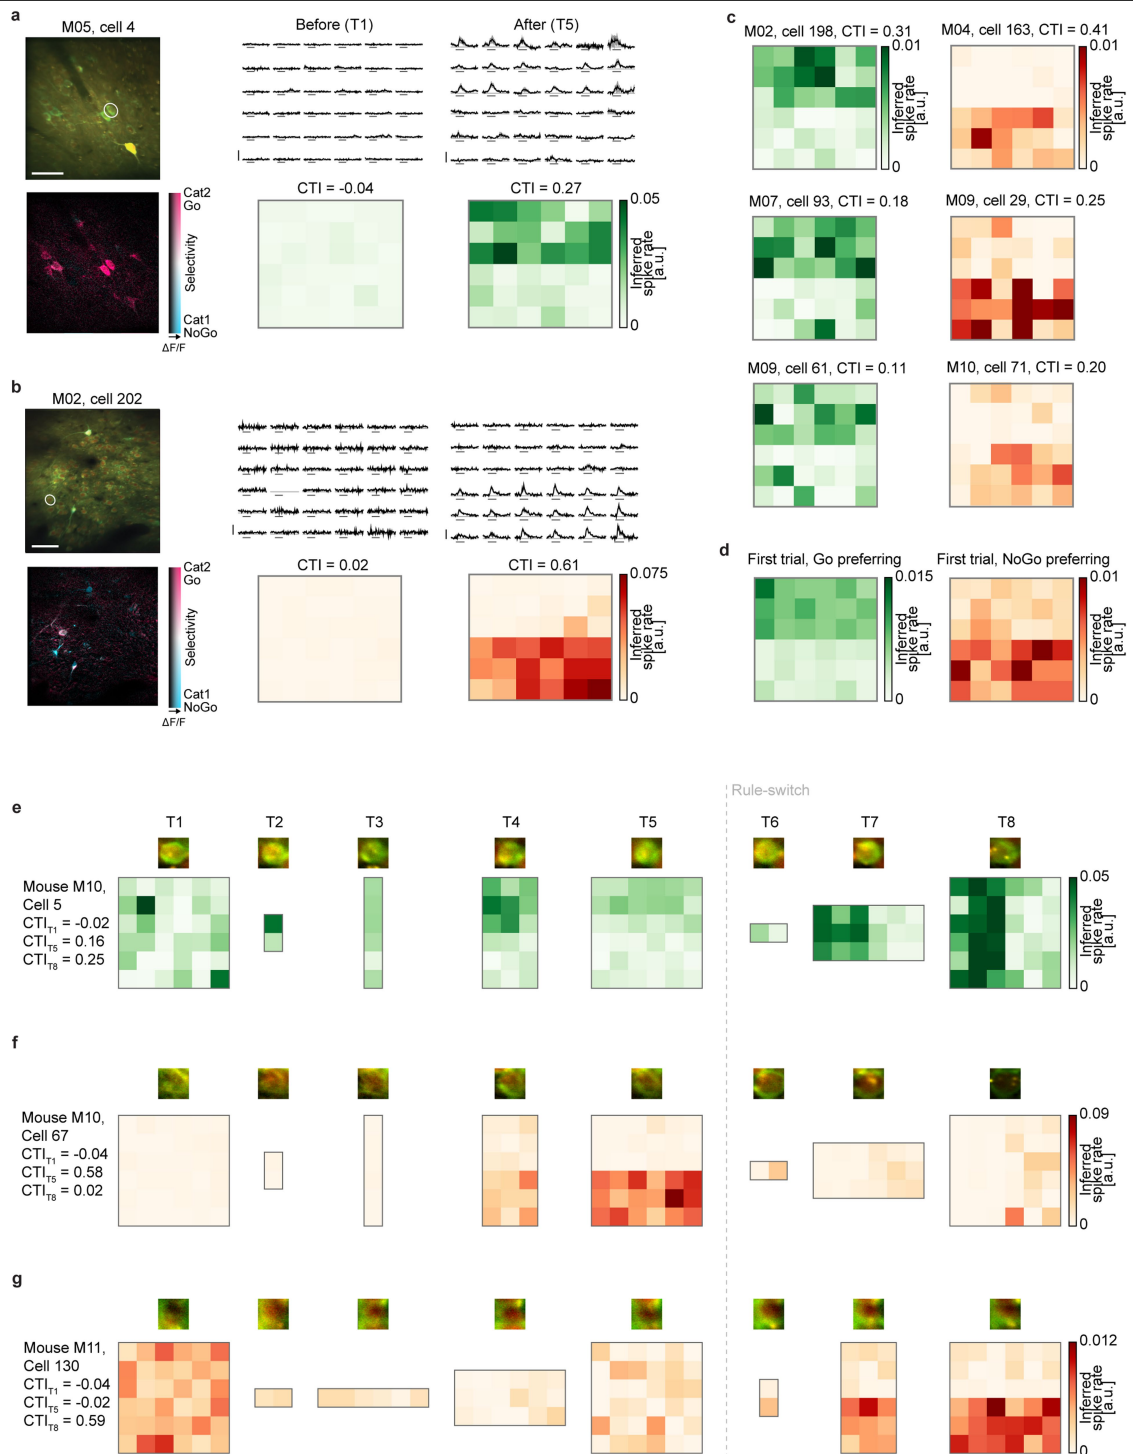 a
M05, cell 4
Before (T1)
After (T5)
Cat2
Go
Selectivity
Cat1
NoGo
ΔF/F
CTI = -0.04
CTI = 0.27
0.05
Inferred
spike rate
[a.u.]
0
b
M02, cell 202
Cat2
Go
Selectivity
Cat1
NoGo
ΔF/F
CTI = 0.02
CTI = 0.61
0.075
Inferred
spike rate
[a.u.]
0
c
M02, cell 198, CTI = 0.31
0.01
Inferred
spike rate
[a.u.]
0
M04, cell 163, CTI = 0.41
0.01
Inferred
spike rate
[a.u.]
0
M07, cell 93, CTI = 0.18
M09, cell 29, CTI = 0.25
M09, cell 61, CTI = 0.11
M10, cell 71, CTI = 0.20
d
First trial, Go preferring
0.015
Inferred
spike rate
[a.u.]
0
First trial, NoGo preferring
0.01
Inferred
spike rate
[a.u.]
0
Rule-switch
e
T1 T2 T3 T4 T5 T6 T7 T8
Mouse M10,
Cell 5
CTIT1 = -0.02
CTIT5 = 0.16
CTIT8 = 0.25
0.05
Inferred
spike rate
[a.u.]
0
f
Mouse M10,
Cell 67
CTIT1 = -0.04
CTIT5 = 0.58
CTIT8 = 0.02
0.09
Inferred
spike rate
[a.u.]
0
g
Mouse M11,
Cell 130
CTIT1 = -0.04
CTIT5 = -0.02
CTIT8 = 0.59
0.012
Inferred
spike rate
[a.u.]
0